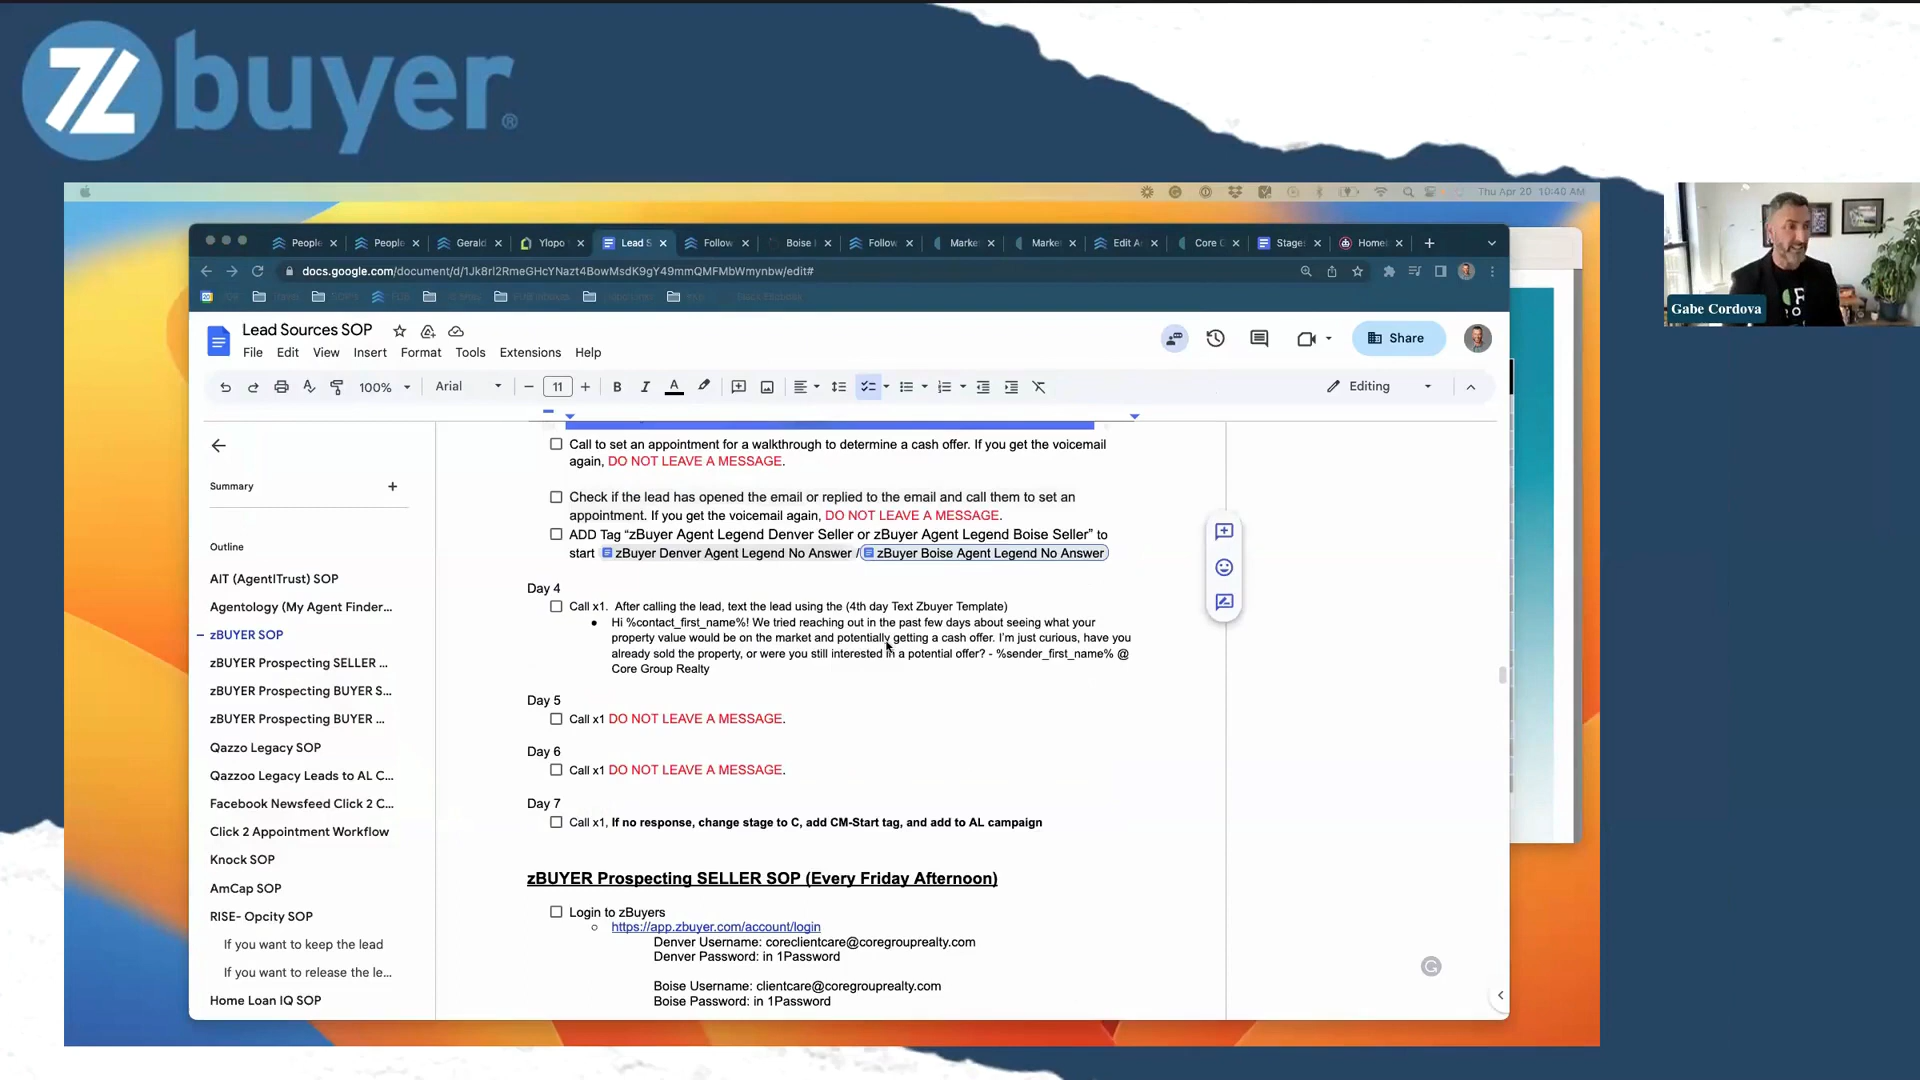 ZL buyer®
Thu Apr 20 10:40 AM
People
People
Gerald
Ylopo
Lead S
Follow
Boise
Follow
Marke
Marke
Edit A
Core G
Stage
Home
docs.google.com/document/d/1Jk8rl2RmeGHcYNazt4BowMsdK9gY49mmQMFMbWmynbw/edit#
Gabe Cordova
Lead Sources SOP
File Edit View Insert Format Tools Extensions Help
Share
100% Arial 11 Editing
Summary
Outline
AIT (AgentITrust) SOP
Agentology (My Agent Finder...
zBUYER SOP
zBUYER Prospecting SELLER ...
zBUYER Prospecting BUYER S...
zBUYER Prospecting BUYER ...
Qazzo Legacy SOP
Qazzoo Legacy Leads to AL C...
Facebook Newsfeed Click 2 C...
Click 2 Appointment Workflow
Knock SOP
AmCap SOP
RISE- Opcity SOP
If you want to keep the lead
If you want to release the le...
Home Loan IQ SOP
Call to set an appointment for a walkthrough to determine a cash offer. If you get the voicemail
again, DO NOT LEAVE A MESSAGE.
Check if the lead has opened the email or replied to the email and call them to set an
appointment. If you get the voicemail again, DO NOT LEAVE A MESSAGE.
ADD Tag “zBuyer Agent Legend Denver Seller or zBuyer Agent Legend Boise Seller” to
start zBuyer Denver Agent Legend No Answer / zBuyer Boise Agent Legend No Answer
Day 4
Call x1. After calling the lead, text the lead using the (4th day Text Zbuyer Template)
Hi %contact_first_name%! We tried reaching out in the past few days about seeing what your
property value would be on the market and potentially getting a cash offer. I'm just curious, have you
already sold the property, or were you still interested in a potential offer? - %sender_first_name% @
Core Group Realty
Day 5
Call x1 DO NOT LEAVE A MESSAGE.
Day 6
Call x1 DO NOT LEAVE A MESSAGE.
Day 7
Call x1, If no response, change stage to C, add CM-Start tag, and add to AL campaign
zBUYER Prospecting SELLER SOP (Every Friday Afternoon)
Login to zBuyers
https://app.zbuyer.com/account/login
Denver Username: coreclientcare@coregrouprealty.com
Denver Password: in 1Password
Boise Username: clientcare@coregrouprealty.com
Boise Password: in 1Password